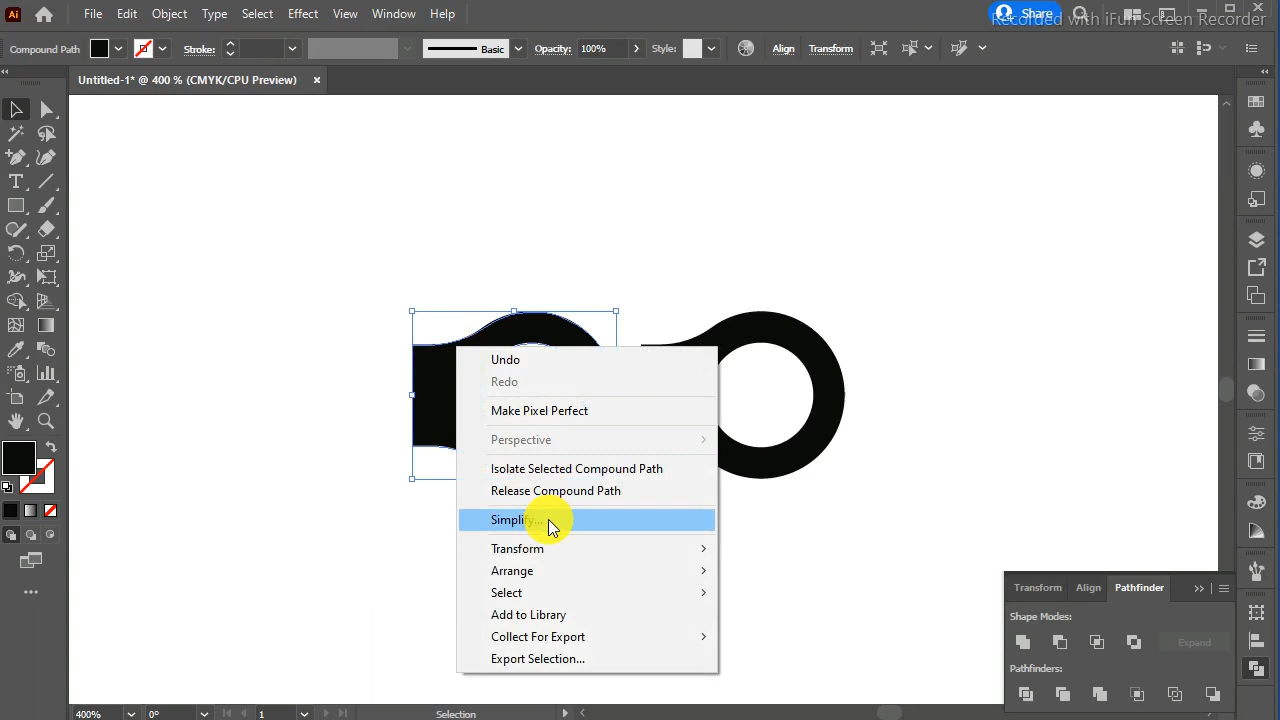 Ai File Edit Object Type Select Effect View Window Help Share
Recorded with iFun Screen Recorder
Compound Path Stroke: Basic Opacity: 100% Style: Align Transform
Untitled-1* @ 400 % (CMYK/CPU Preview) ×
Undo
Redo
Make Pixel Perfect
Perspective
Isolate Selected Compound Path
Release Compound Path
Simplify...
Transform
Arrange
Select
Add to Library
Collect For Export
Export Selection...
Transform Align Pathfinder
Shape Modes:
Expand
Pathfinders:
400% 0° 1 Selection